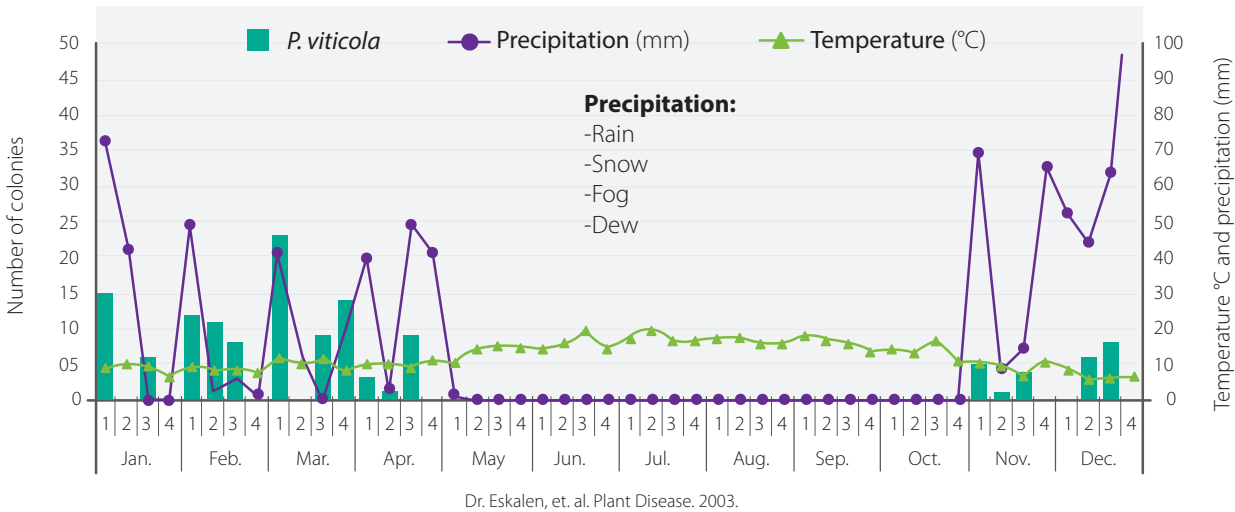 P. viticola
Precipitation (mm)
Temperature (°C)
Precipitation:
-Rain
-Snow
-Fog
-Dew
Number of colonies
50
45
40
35
30
25
20
15
10
05
0
100
90
80
70
60
50
40
30
20
10
0
Temperature °C and precipitation (mm)
1 2 3 4 1 2 3 4 1 2 3 4 1 2 3 4 1 2 3 4 1 2 3 4 1 2 3 4 1 2 3 4 1 2 3 4 1 2 3 4 1 2 3 4 1 2 3 4
Jan. Feb. Mar. Apr. May Jun. Jul. Aug. Sep. Oct. Nov. Dec.
Dr. Eskalen, et. al. Plant Disease. 2003.